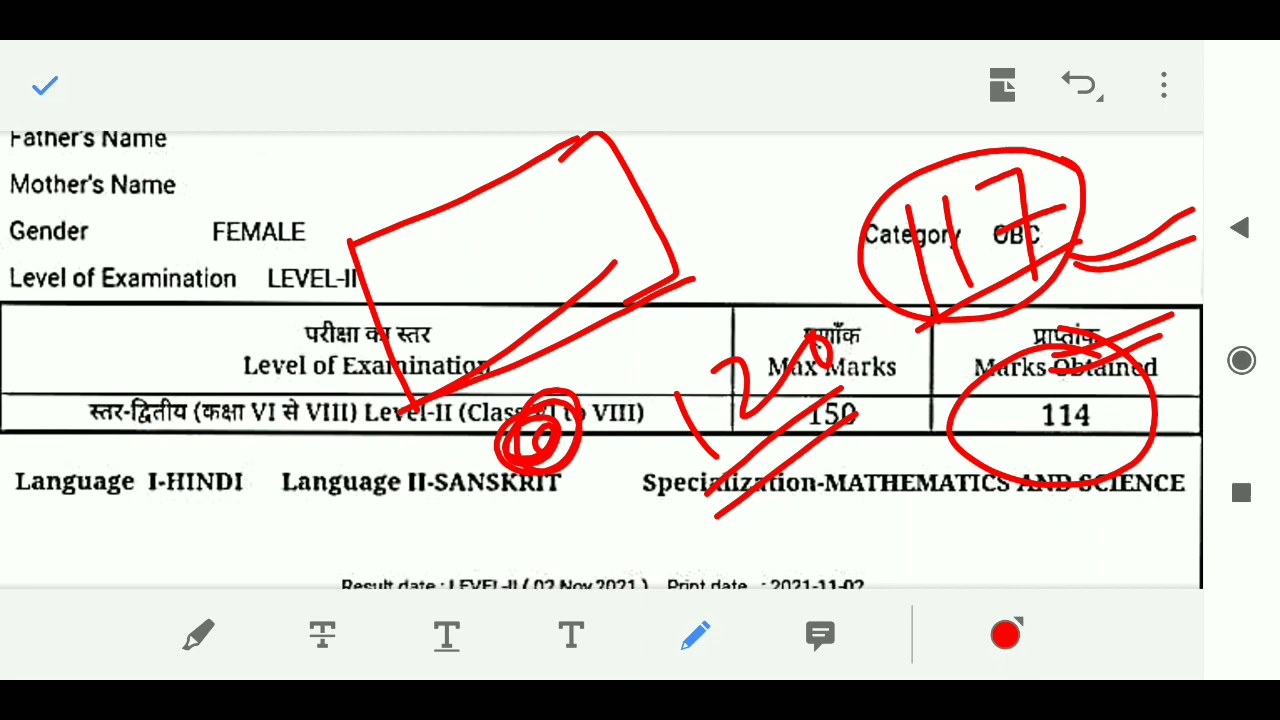 Father's Name
Mother's Name
Gender FEMALE Category OBC
117
Level of Examination LEVEL-II
परीक्षा का स्तर पूर्णाँक प्राप्तांक
Level of Examination Max Marks Marks Obtained
120
स्तर-द्वितीय (कक्षा VI से VIII) Level-II (Class VI to VIII) 150 114
Language I-HINDI Language II-SANSKRIT Specialization-MATHEMATICS AND SCIENCE
Result date : LEVEL-II ( 02 Nov 2021 ) Print date : 2021-11-02